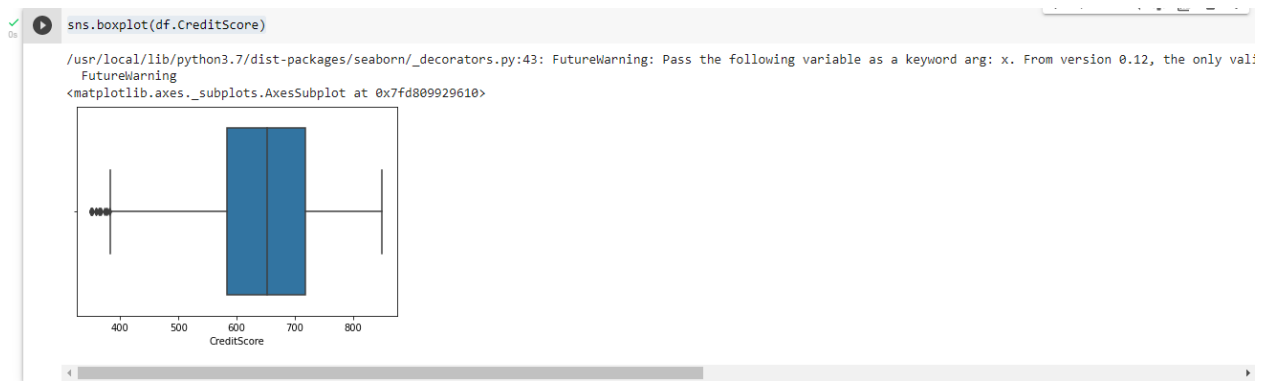 sns.boxplot(df.CreditScore)
0s
/usr/local/lib/python3.7/dist-packages/seaborn/_decorators.py:43: FutureWarning: Pass the following variable as a keyword arg: x. From version 0.12, the only vali
FutureWarning
<matplotlib.axes._subplots.AxesSubplot at 0x7fd809929610>
400 500 600 700 800
CreditScore